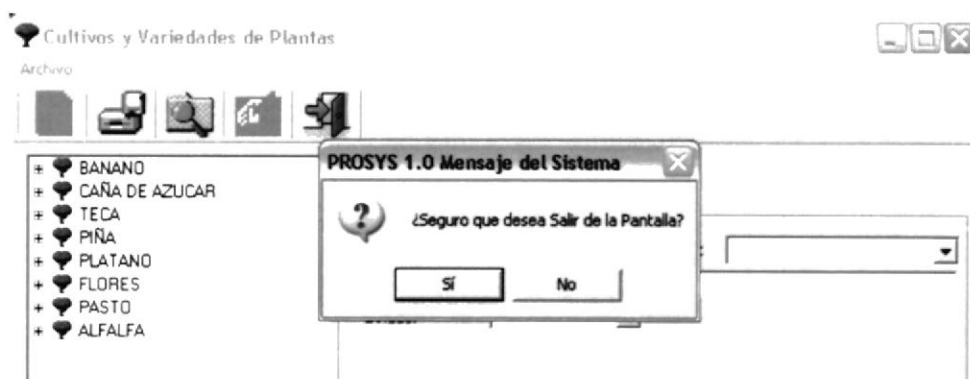 Cultivos y Variedades de Plantas
Archivo
PROSYS 1.0 Mensaje del Sistema
¿Seguro que desea Salir de la Pantalla?
Sí
No
BANANO
CAÑA DE AZUCAR
TECA
PIÑA
PLATANO
FLORES
PASTO
ALFALFA